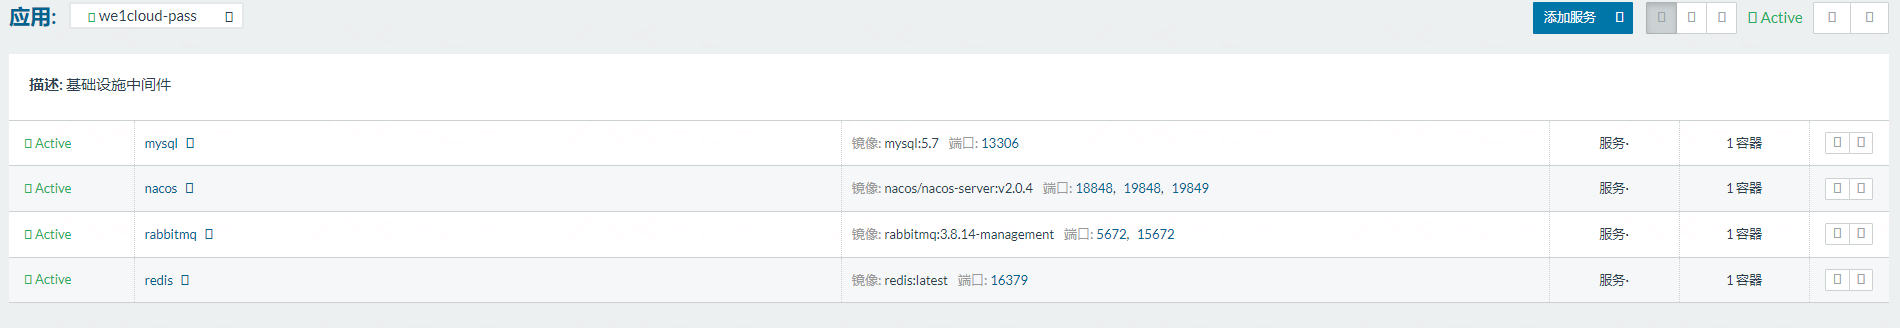 应用: we1cloud-pass 添加服务 Active
描述: 基础设施中间件
Active mysql 镜像: mysql:5.7 端口: 13306 服务· 1 容器
Active nacos 镜像: nacos/nacos-server:v2.0.4 端口: 18848, 19848, 19849 服务· 1 容器
Active rabbitmq 镜像: rabbitmq:3.8.14-management 端口: 5672, 15672 服务· 1 容器
Active redis 镜像: redis:latest 端口: 16379 服务· 1 容器